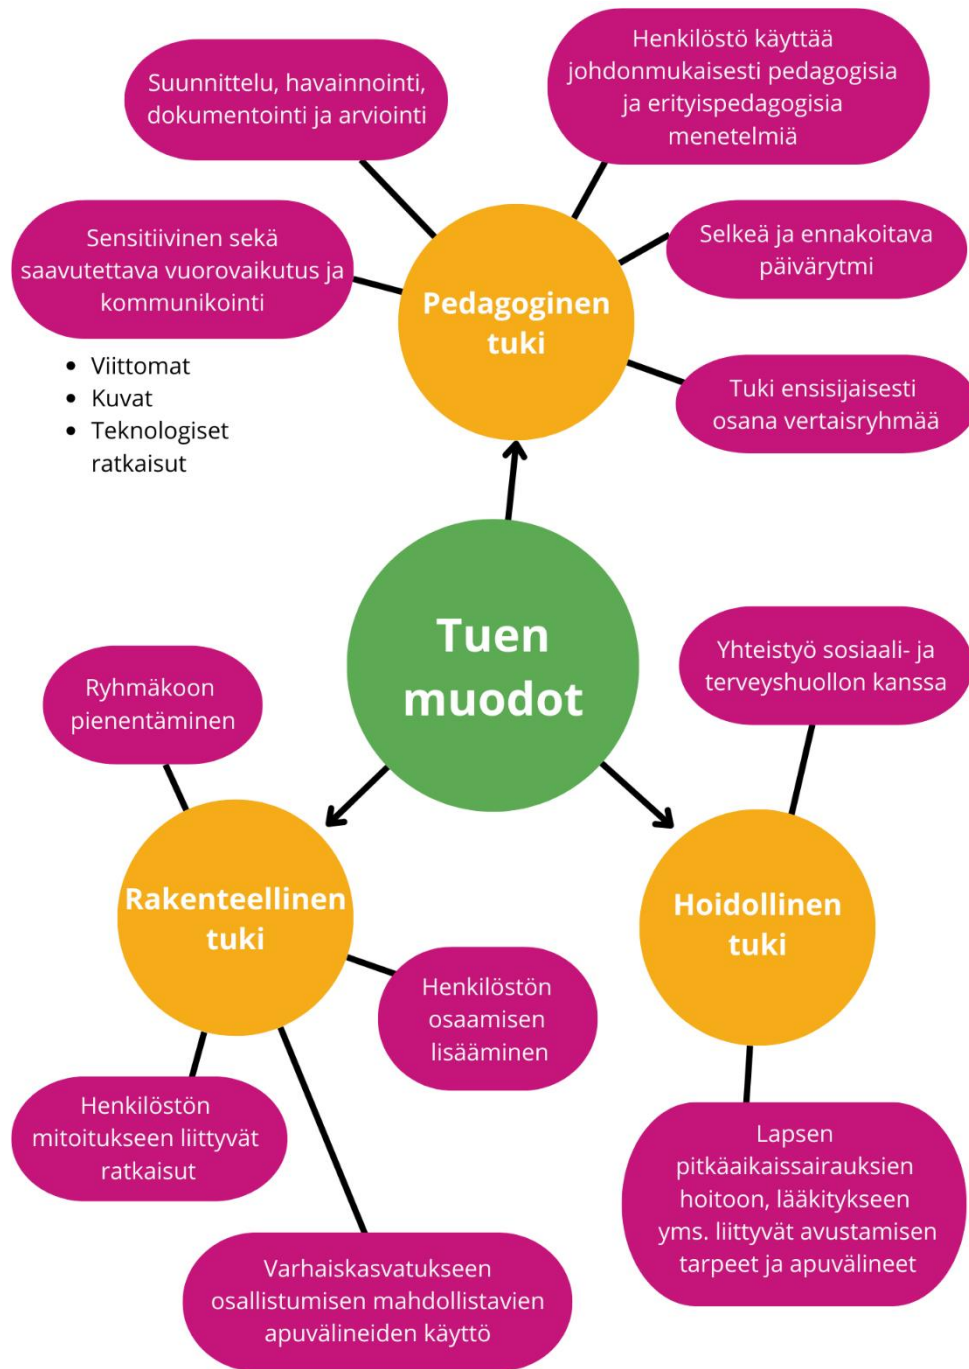 Suunnittelu, havainnointi,
dokumentointi ja arviointi
Henkilöstö käyttää
johdonmukaisesti pedagogisia
ja erityispedagogisia
menetelmiä
Sensitiivinen sekä
saavutettava vuorovaikutus ja
kommunikointi
Selkeä ja ennakoitava
päivärytmi
Pedagoginen
tuki
• Viittomat
• Kuvat
• Teknologiset
ratkaisut
Tuki ensisijaisesti
osana vertaisryhmää
Tuen
muodot
Ryhmäkoon
pienentäminen
Yhteistyö sosiaali- ja
terveyshuollon kanssa
Rakenteellinen
tuki
Hoidollinen
tuki
Henkilöstön
osaamisen
lisääminen
Henkilöstön
mitoitukseen liittyvät
ratkaisut
Lapsen
pitkäaikaissairauksien
hoitoon, lääkitykseen
yms. liittyvät avustamisen
tarpeet ja apuvälineet
Varhaiskasvatukseen
osallistumisen mahdollistavien
apuvälineiden käyttö